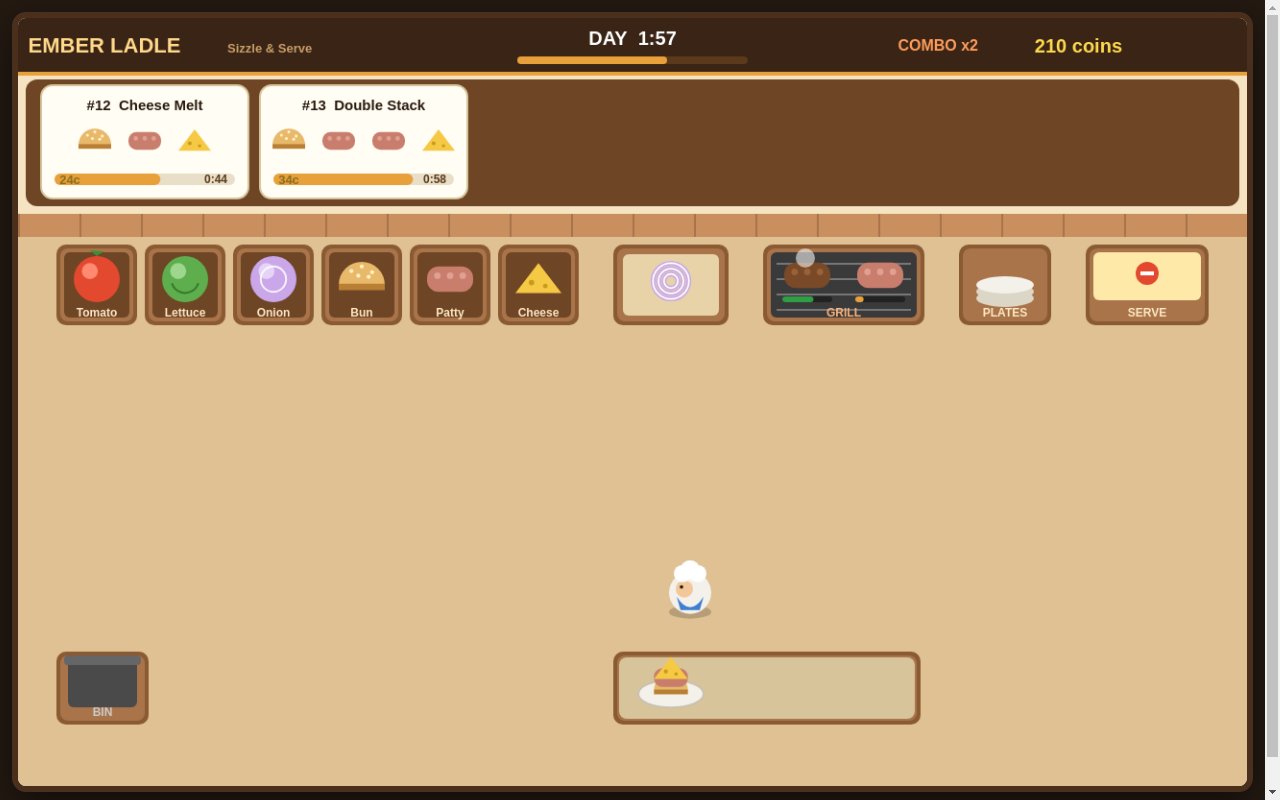 EMBER LADLE
Sizzle & Serve
DAY 1:57
COMBO x2
210 coins
#12 Cheese Melt
24c
0:44
#13 Double Stack
34c
0:58
Tomato
Lettuce
Onion
Bun
Patty
Cheese
GRILL
PLATES
SERVE
BIN